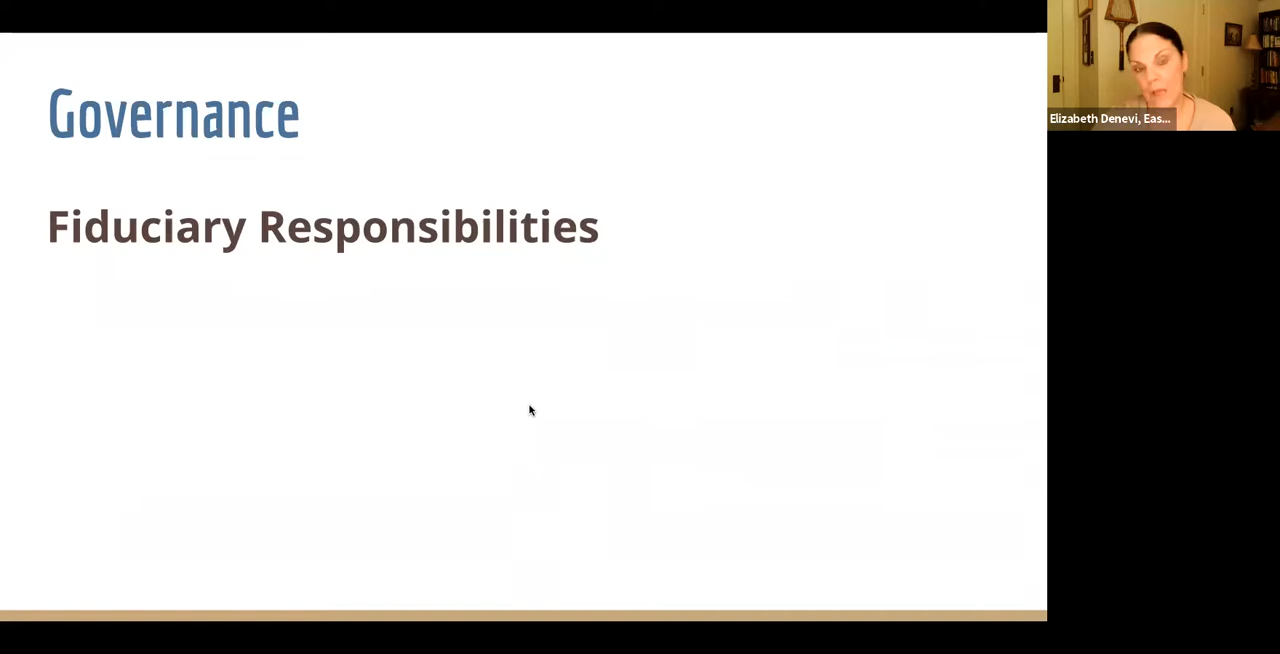 Governance
Fiduciary Responsibilities
Elizabeth Denevi, Eas...